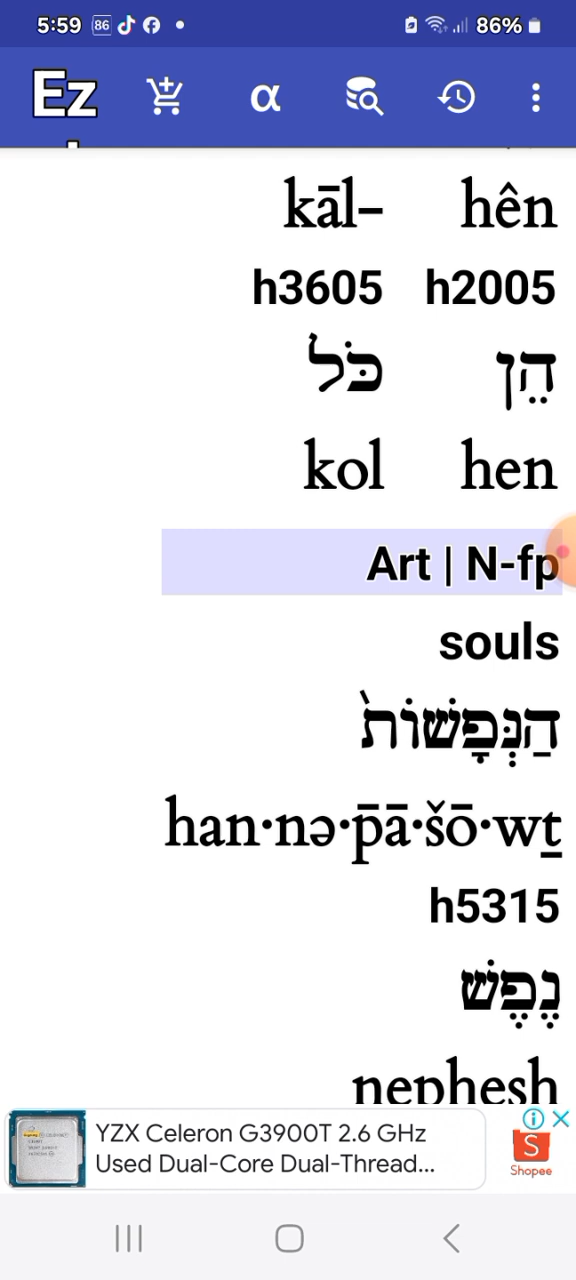 5:59 86 86%
Ez
α
kāl– hên
h3605 h2005
הֵן כֹּל
kol hen
Art | N-fp
souls
הַנְּפָשׁוֹת֙
han·nə·p̄ā·šō·wṯ
h5315
נֶפֶשׁ
nephesh
YZX Celeron G3900T 2.6 GHz
Used Dual-Core Dual-Thread...
Shopee